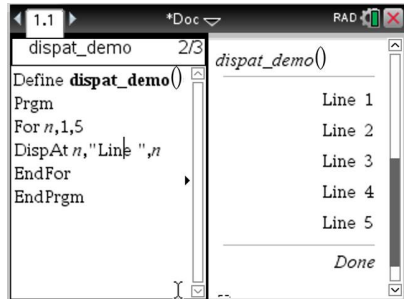 1.1
*Doc
RAD
dispat_demo 2/3
Define dispat_demo()
Prgm
For n,1,5
DispAt n,"Line ",n
EndFor
EndPrgm
dispat_demo()
Line 1
Line 2
Line 3
Line 4
Line 5
Done